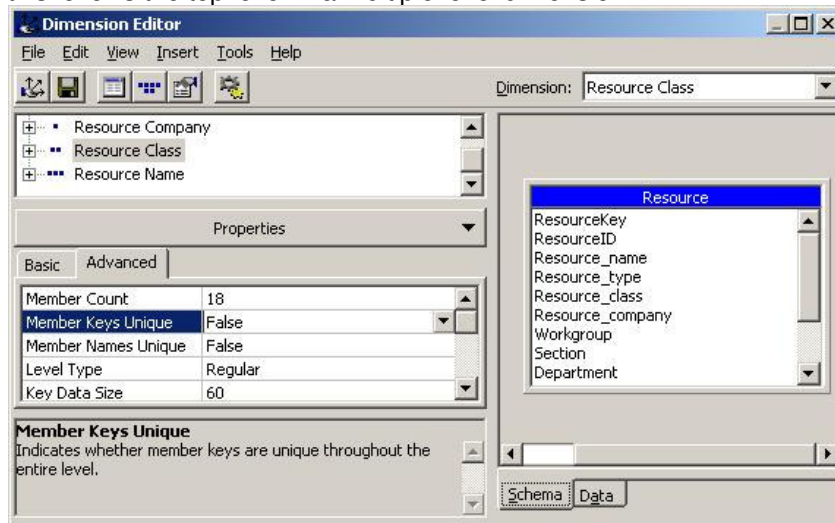 Dimension Editor
File Edit View Insert Tools Help
Dimension: Resource Class
Resource Company
Resource Class
Resource Name
Properties
Basic Advanced
Member Count 18
Member Keys Unique False
Member Names Unique False
Level Type Regular
Key Data Size 60
Member Keys Unique
Indicates whether member keys are unique throughout the
entire level.
Resource
ResourceKey
ResourceID
Resource_name
Resource_type
Resource_class
Resource_company
Workgroup
Section
Department
Schema Data